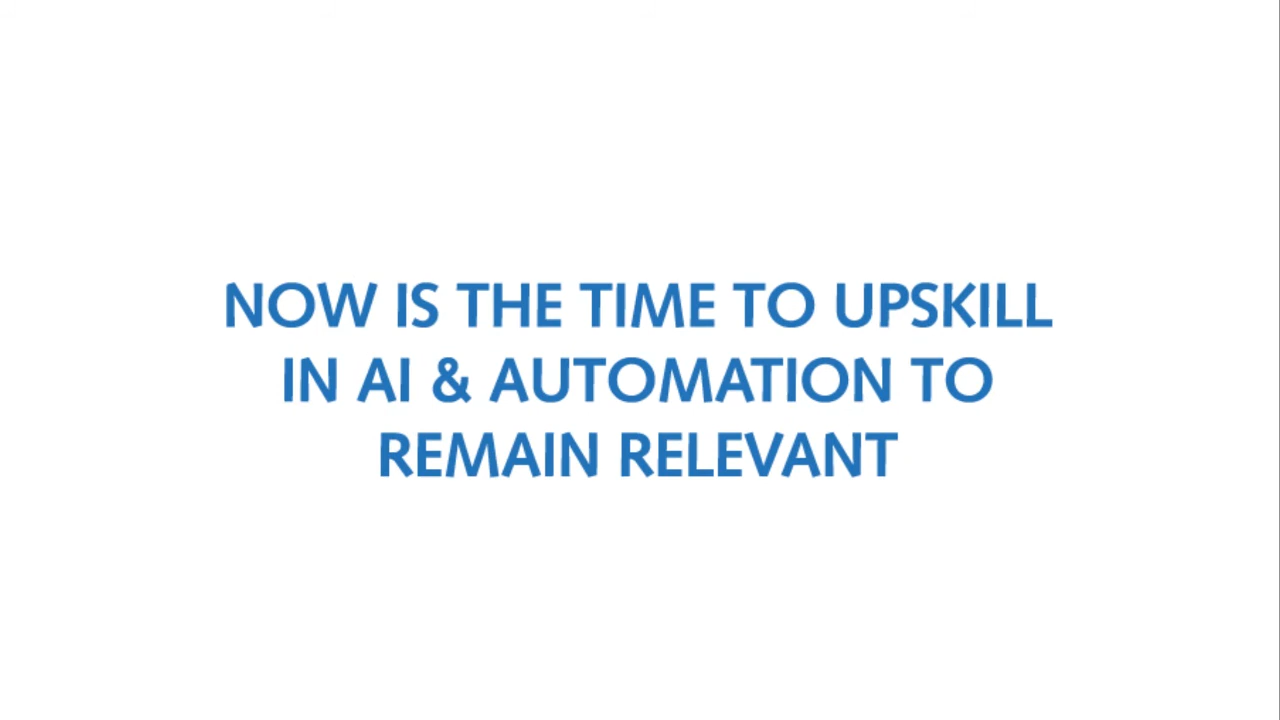 NOW IS THE TIME TO UPSKILL
IN AI & AUTOMATION TO
REMAIN RELEVANT